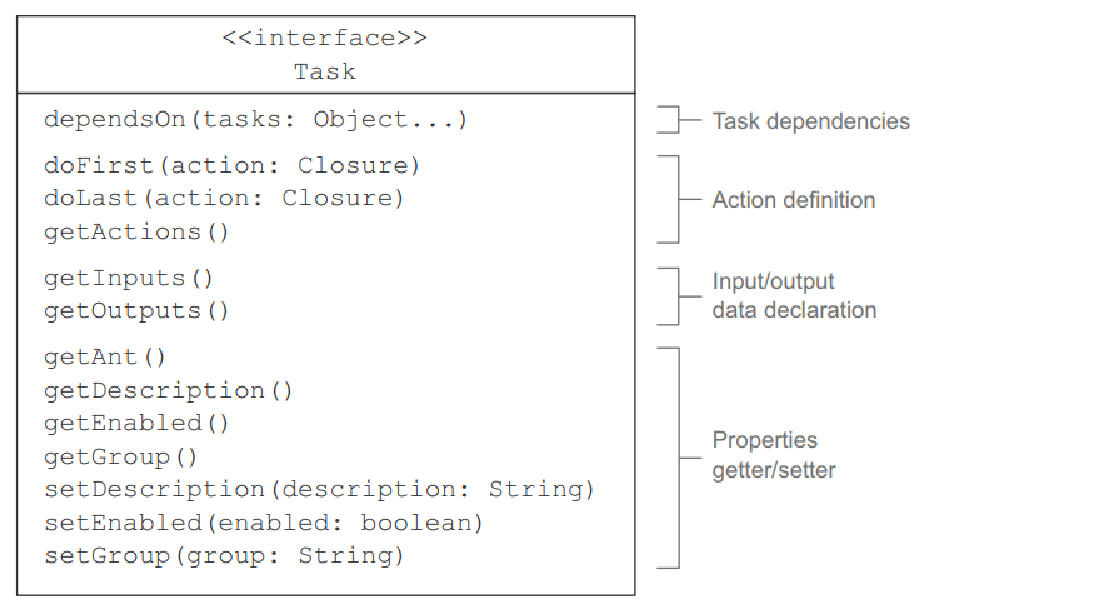 <<interface>>
Task
dependsOn(tasks: Object...)
Task dependencies
doFirst(action: Closure)
doLast(action: Closure)
getActions()
Action definition
getInputs()
getOutputs()
Input/output
data declaration
getAnt()
getDescription()
getEnabled()
getGroup()
setDescription(description: String)
setEnabled(enabled: boolean)
setGroup(group: String)
Properties
getter/setter